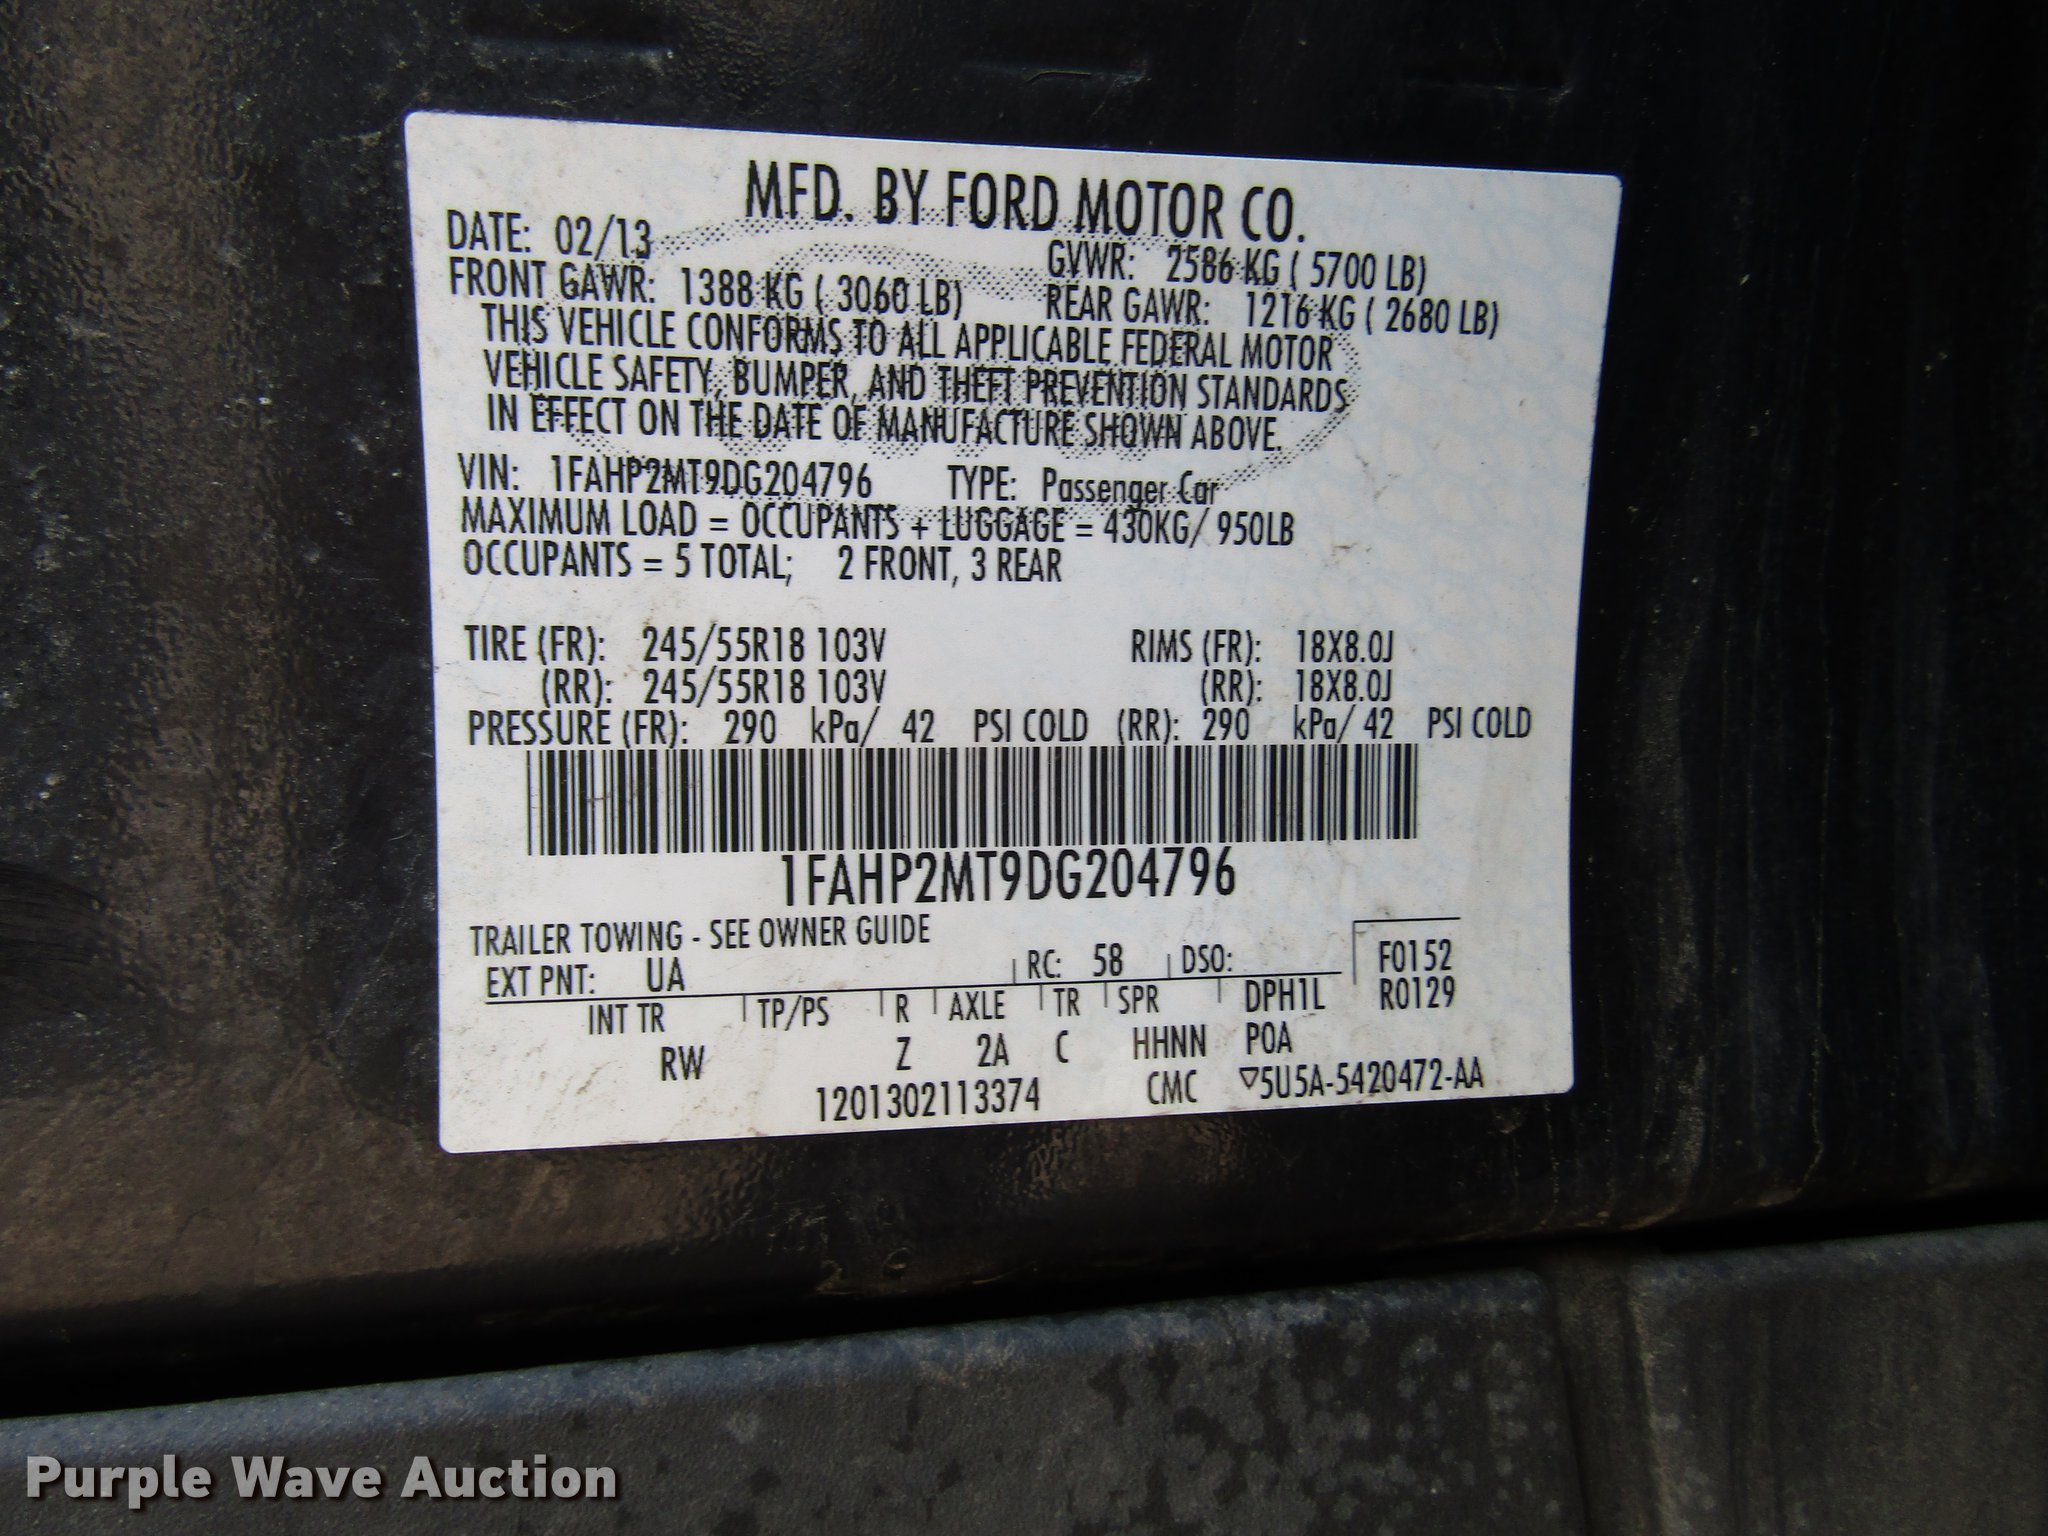 MFD. BY FORD MOTOR CO.
DATE: 02/13 GVWR: 2586 KG ( 5700 LB)
FRONT GAWR: 1388 KG ( 3060 LB) REAR GAWR: 1216 KG ( 2680 LB)
THIS VEHICLE CONFORMS TO ALL APPLICABLE FEDERAL MOTOR
VEHICLE SAFETY, BUMPER, AND THEFT PREVENTION STANDARDS
IN EFFECT ON THE DATE OF MANUFACTURE SHOWN ABOVE.
VIN: 1FAHP2MT9DG204796 TYPE: Passenger Car
MAXIMUM LOAD = OCCUPANTS + LUGGAGE = 430KG/ 950LB
OCCUPANTS = 5 TOTAL; 2 FRONT, 3 REAR
TIRE (FR): 245/55R18 103V RIMS (FR): 18X8.0J
(RR): 245/55R18 103V (RR): 18X8.0J
PRESSURE (FR): 290 kPa/ 42 PSI COLD (RR): 290 kPa/ 42 PSI COLD
1FAHP2MT9DG204796
TRAILER TOWING - SEE OWNER GUIDE
EXT PNT: UA RC: 58 DSO: F0152
INT TR TP/PS R AXLE TR SPR DPH1L R0129
RW Z 2A C HHNN POA
1201302113374 CMC ▽5U5A-5420472-AA
Purple Wave Auction